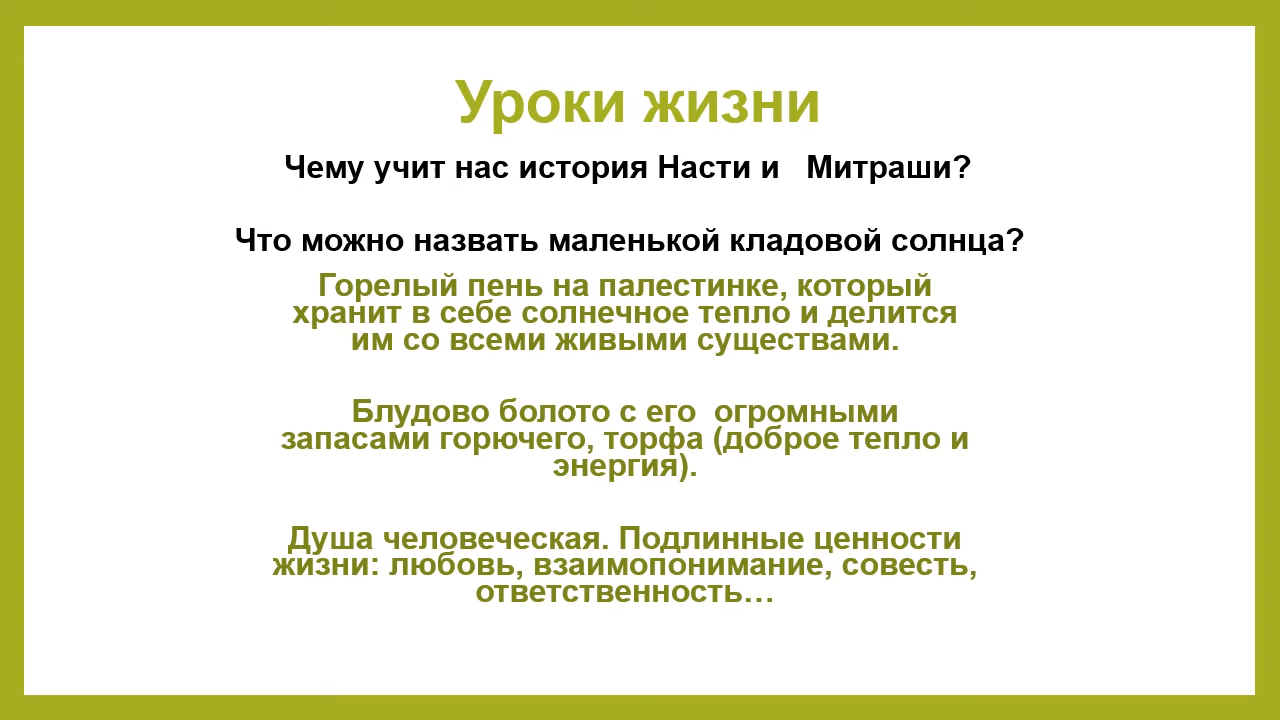 Уроки жизни
Чему учит нас история Насти и   Митраши?
Что можно назвать маленькой кладовой солнца?
Горелый пень на палестинке, который
хранит в себе солнечное тепло и делится
им со всеми живыми существами.
Блудово болото с его  огромными
запасами горючего, торфа (доброе тепло и
энергия).
Душа человеческая. Подлинные ценности
жизни: любовь, взаимопонимание, совесть,
ответственность…